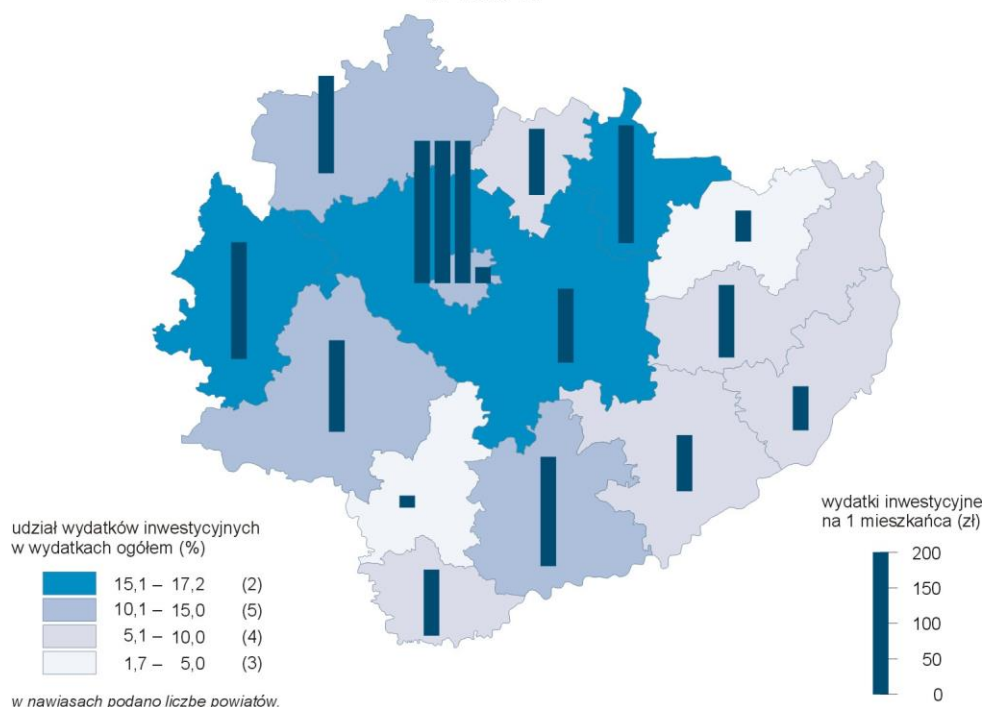 udział wydatków inwestycyjnych
w wydatkach ogółem (%)
15,1 – 17,2 (2)
10,1 – 15,0 (5)
5,1 – 10,0 (4)
1,7 – 5,0 (3)
w nawiasach podano liczbę powiatów.
wydatki inwestycyjne
na 1 mieszkańca (zł)
200
150
100
50
0